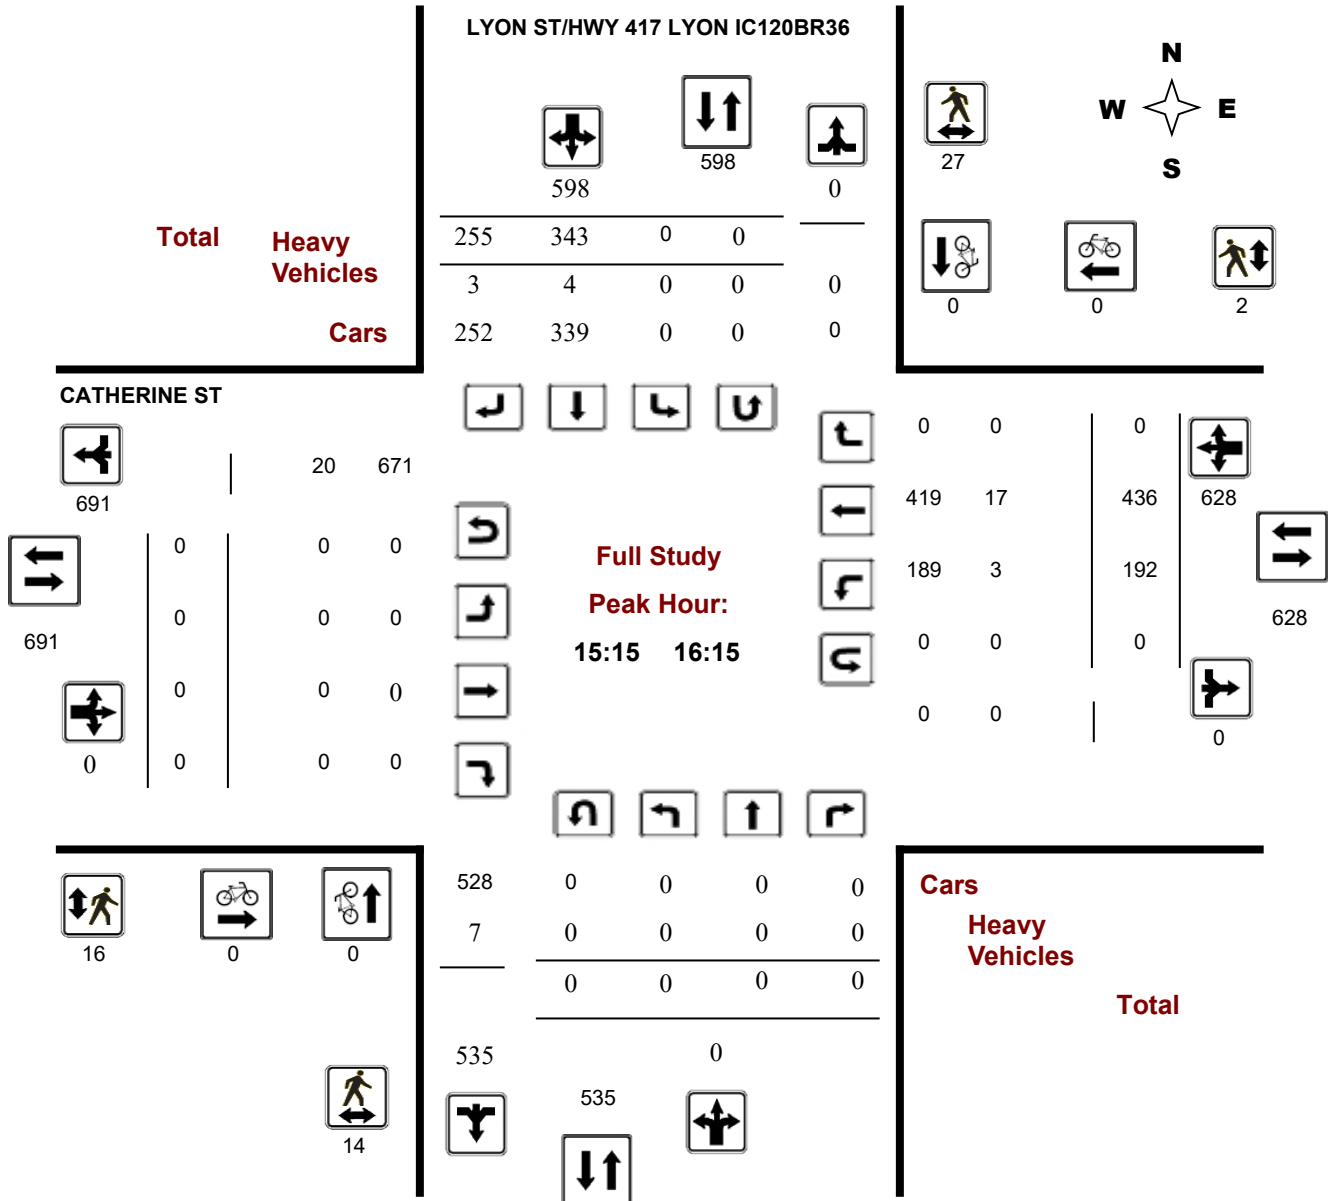 LYON ST/HWY 417 LYON IC120BR36
N
W E
S
27
598
598 0
Total Heavy
Vehicles
255 343 0 0
3 4 0 0 0
Cars 252 339 0 0 0
0 0 2
CATHERINE ST
20 671
691
0 0 0
0 0 0
691
0 0 0
0
0 0 0
Full Study
Peak Hour:
15:15 16:15
0 0 0
419 17 436 628
189 3 192
628
0 0 0
0 0
0
16 0 0
528 0 0 0 0
7 0 0 0 0
0 0 0 0
535 0
535
14
Cars
Heavy
Vehicles
Total